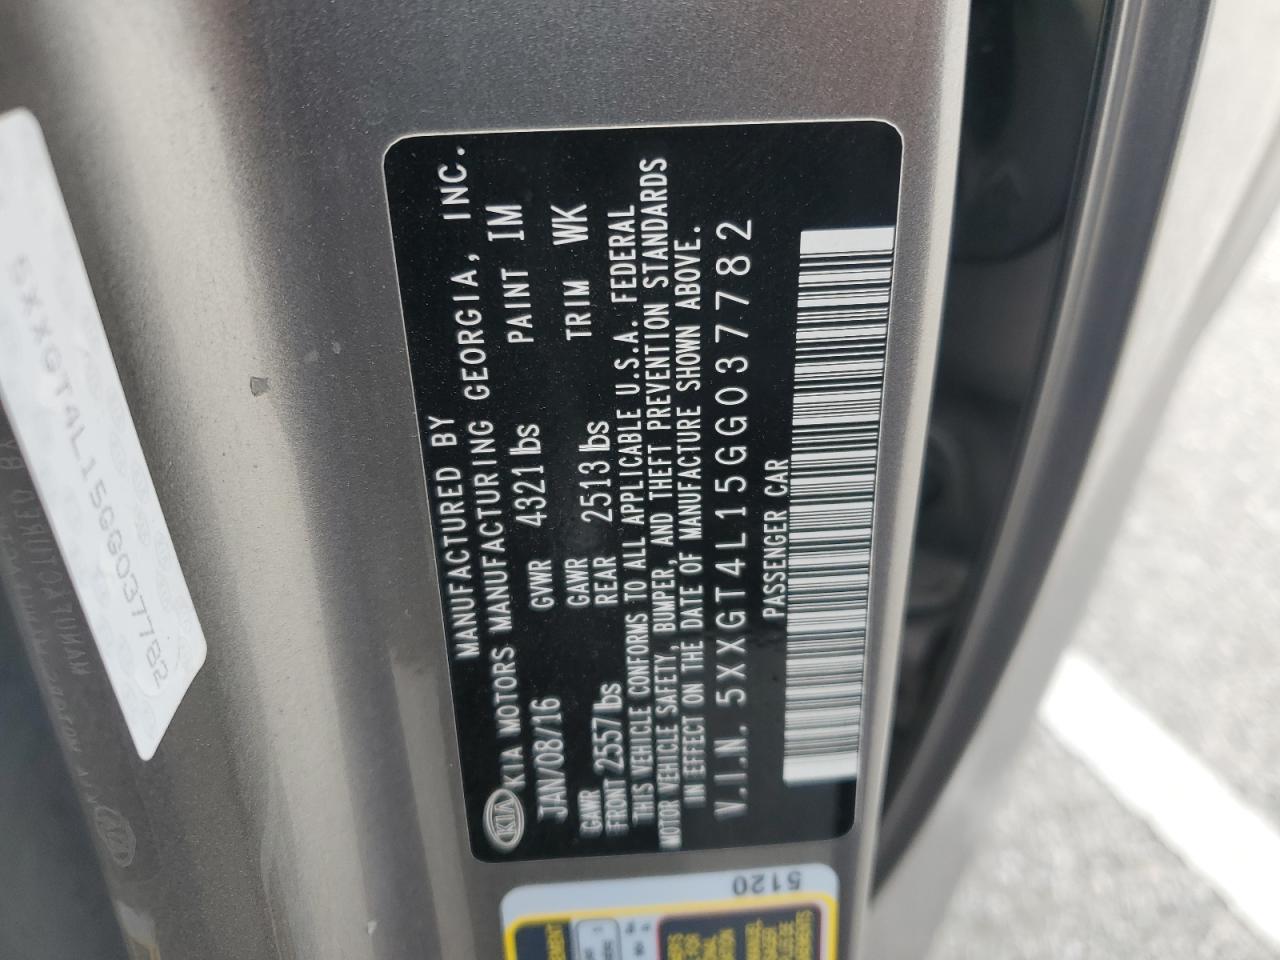 MANUFACTURED BY
KIA KIA MOTORS MANUFACTURING GEORGIA, INC.
JAN/08/16 GVWR 4321 lbs PAINT IM
GAWR FRONT 2557 lbs GAWR REAR 2513 lbs TRIM WK
THIS VEHICLE CONFORMS TO ALL APPLICABLE U.S.A. FEDERAL
MOTOR VEHICLE SAFETY, BUMPER, AND THEFT PREVENTION STANDARDS
IN EFFECT ON THE DATE OF MANUFACTURE SHOWN ABOVE.
V.I.N. 5XXGT4L15GG037782
PASSENGER CAR
5XXGT4L15GG037782
5120